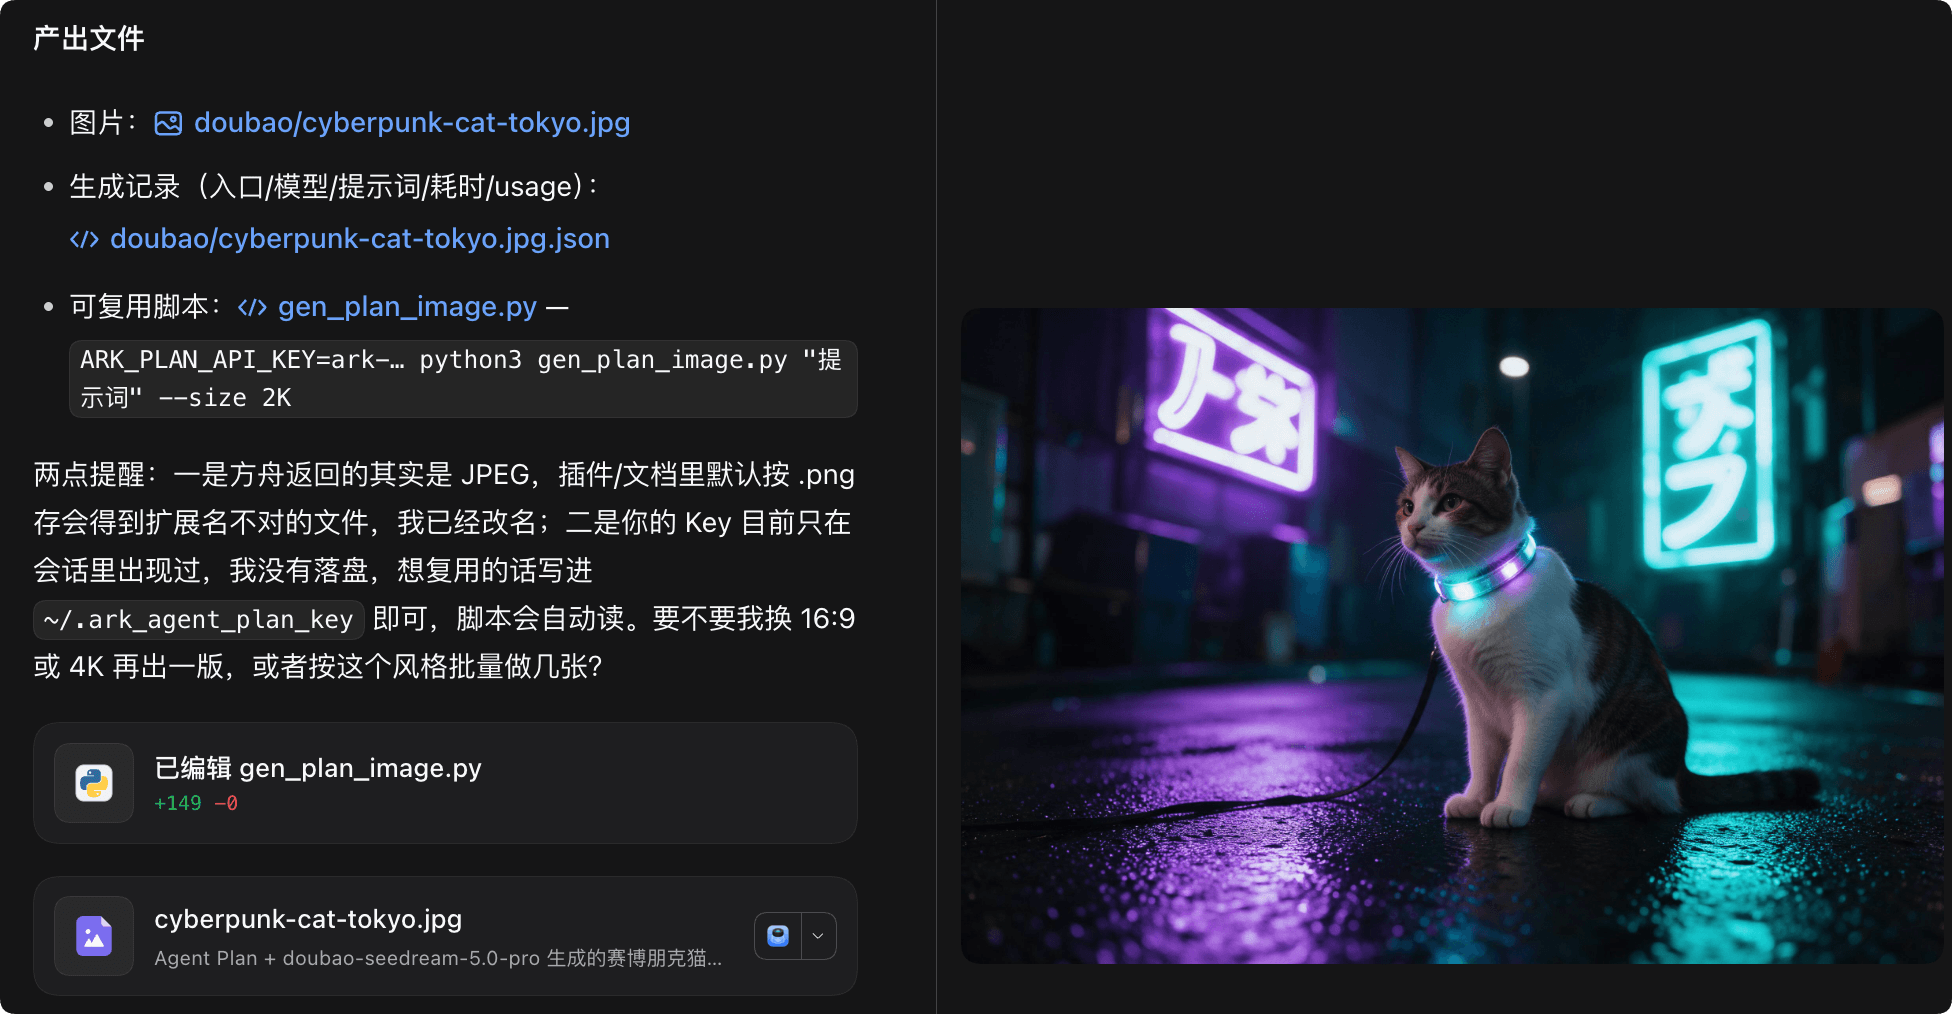 产出文件
图片：doubao/cyberpunk-cat-tokyo.jpg
生成记录（入口/模型/提示词/耗时/usage）：
doubao/cyberpunk-cat-tokyo.jpg.json
可复用脚本：gen_plan_image.py —
ARK_PLAN_API_KEY=ark-… python3 gen_plan_image.py "提
示词" --size 2K
两点提醒：一是方舟返回的其实是 JPEG，插件/文档里默认按 .png
存会得到扩展名不对的文件，我已经改名；二是你的 Key 目前只在
会话里出现过，我没有落盘，想复用的话写进
~/.ark_agent_plan_key 即可，脚本会自动读。要不要我换 16:9
或 4K 再出一版，或者按这个风格批量做几张？
已编辑 gen_plan_image.py
+149 -0
cyberpunk-cat-tokyo.jpg
Agent Plan + doubao-seedream-5.0-pro 生成的赛博朋克猫...